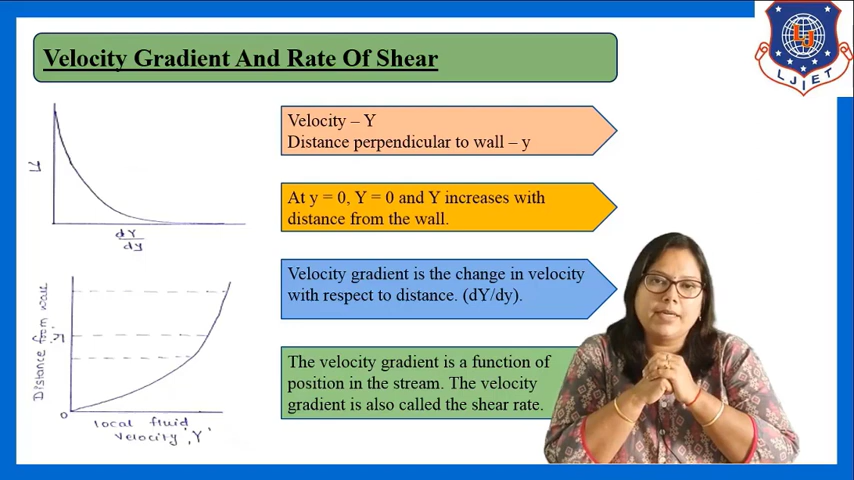 Velocity Gradient And Rate Of Shear
LJ
LJIET
Velocity – Y
Distance perpendicular to wall – y
At y = 0, Y = 0 and Y increases with
distance from the wall.
Velocity gradient is the change in velocity
with respect to distance. (dY/dy).
The velocity gradient is a function of
position in the stream. The velocity
gradient is also called the shear rate.
dY
dy
Distance from wall
0
local fluid
velocity 'Y'